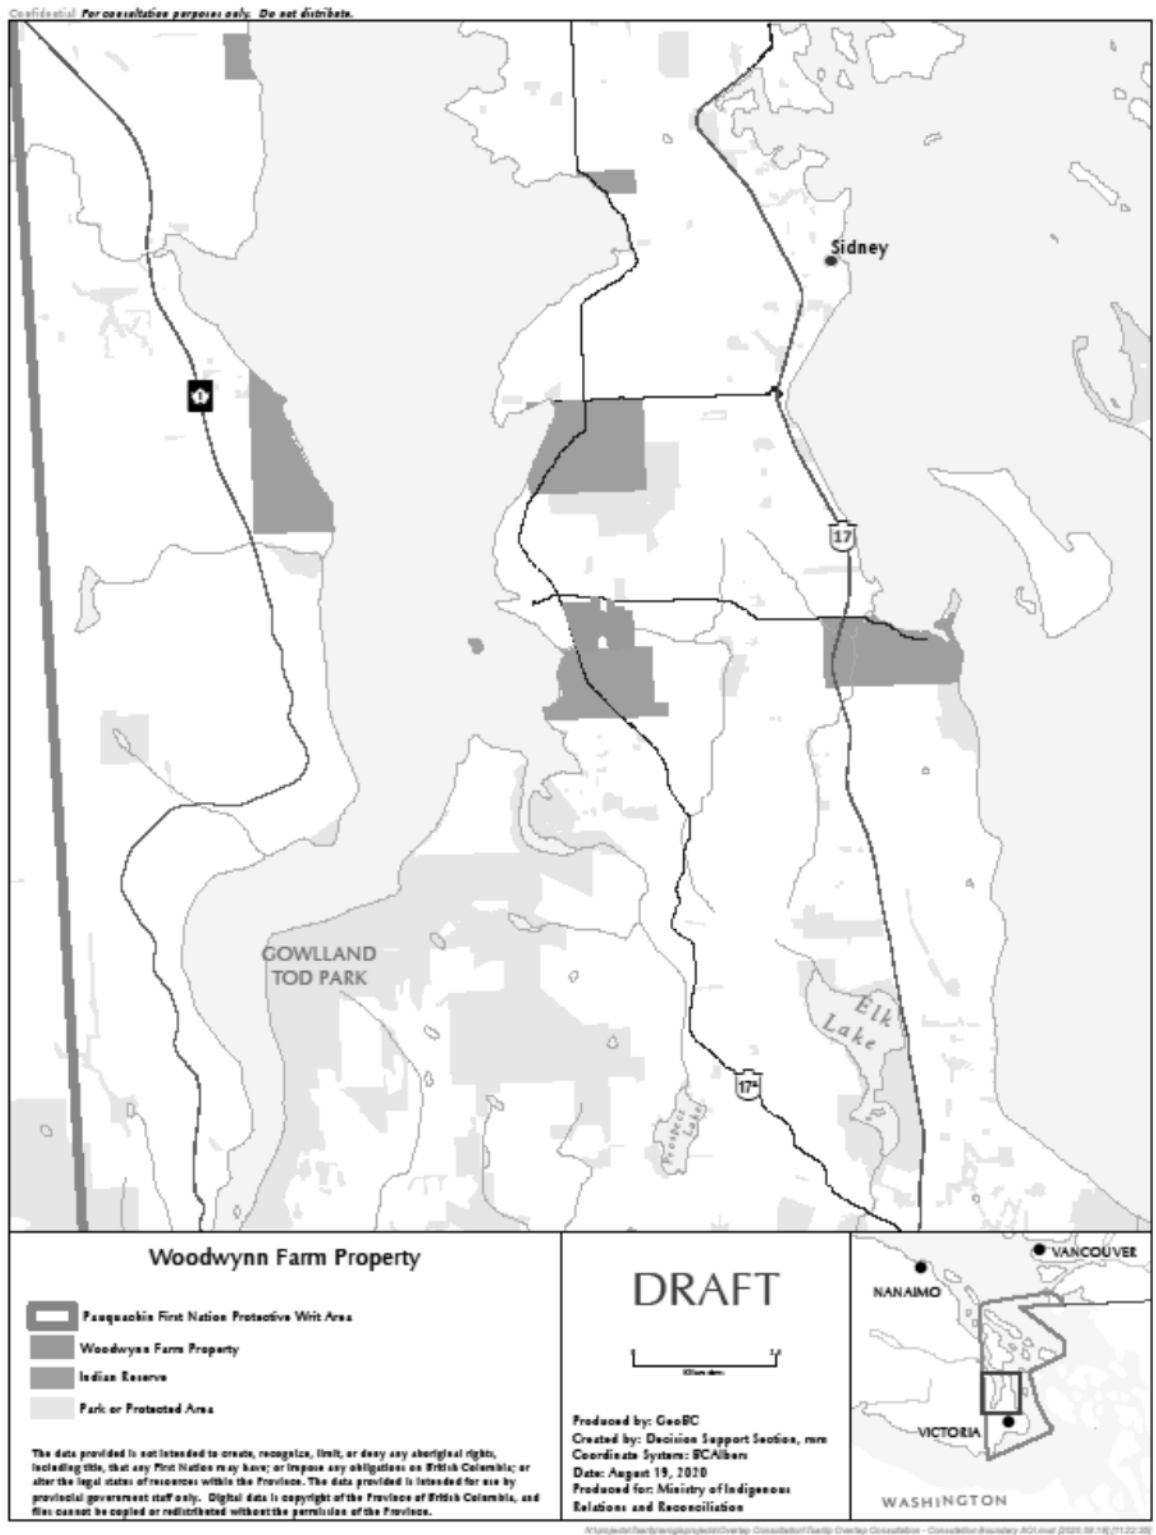 Confidential For consultation purposes only. Do not distribute.
Sidney
1
17
GOWLLAND
TOD PARK
Elk
Lake
17A
Prospect
Lake
Woodwynn Farm Property
Pauquachin First Nation Protective Writ Area
Woodwynn Farm Property
Indian Reserve
Park or Protected Area
The data provided is not intended to create, recognize, limit, or deny any aboriginal rights,
including title, that any First Nation may have; or impose any obligations on British Columbia; or
alter the legal status of resources within the Province. The data provided is intended for use by
provincial government staff only. Digital data is copyright of the Province of British Columbia, and
files cannot be copied or redistributed without the permission of the Province.
DRAFT
Kilometers
Produced by: GeoBC
Created by: Decision Support Section, mm
Coordinate System: BCAlbers
Date: August 19, 2020
Produced for: Ministry of Indigenous
Relations and Reconciliation
VANCOUVER
NANAIMO
VICTORIA
WASHINGTON